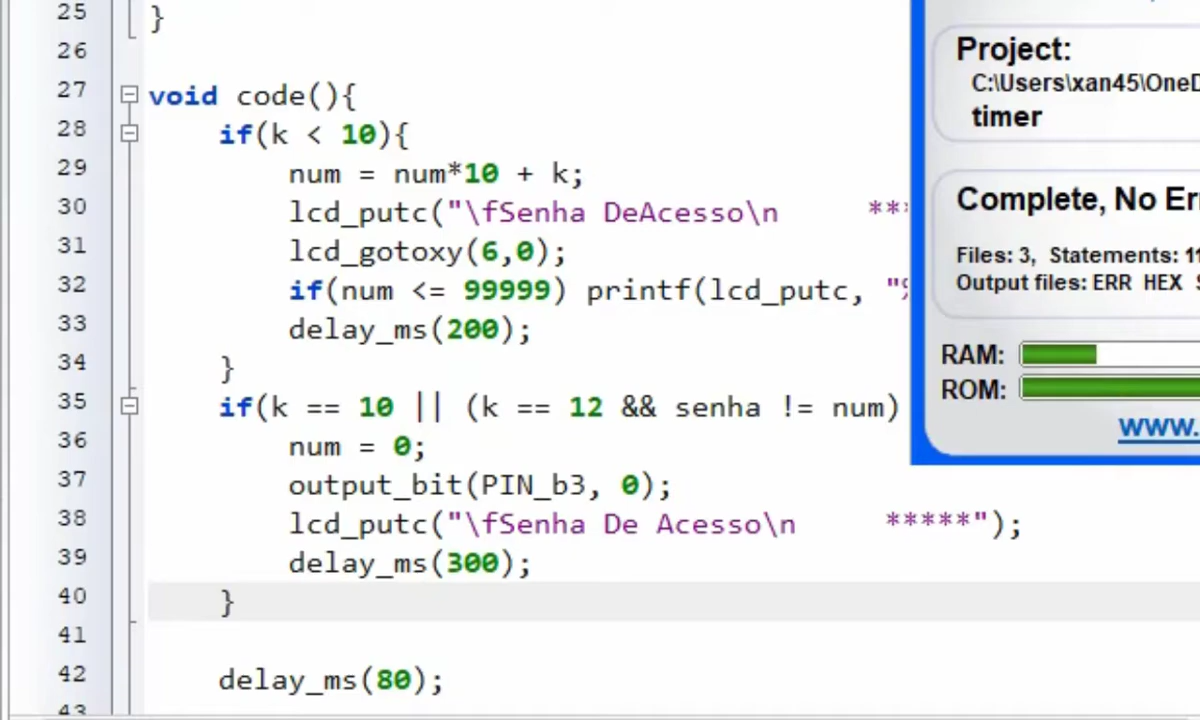 25 }
26
27 void code(){
28 if(k < 10){
29 num = num*10 + k;
30 lcd_putc("\fSenha DeAcesso\n **
31 lcd_gotoxy(6,0);
32 if(num <= 99999) printf(lcd_putc, "
33 delay_ms(200);
34 }
35 if(k == 10 || (k == 12 && senha != num)
36 num = 0;
37 output_bit(PIN_b3, 0);
38 lcd_putc("\fSenha De Acesso\n *****");
39 delay_ms(300);
40 }
41
42 delay_ms(80);
43
Project:
C:\Users\xan45\OneD
timer
Complete, No Er
Files: 3, Statements: 11
Output files: ERR HEX
RAM:
ROM:
www.